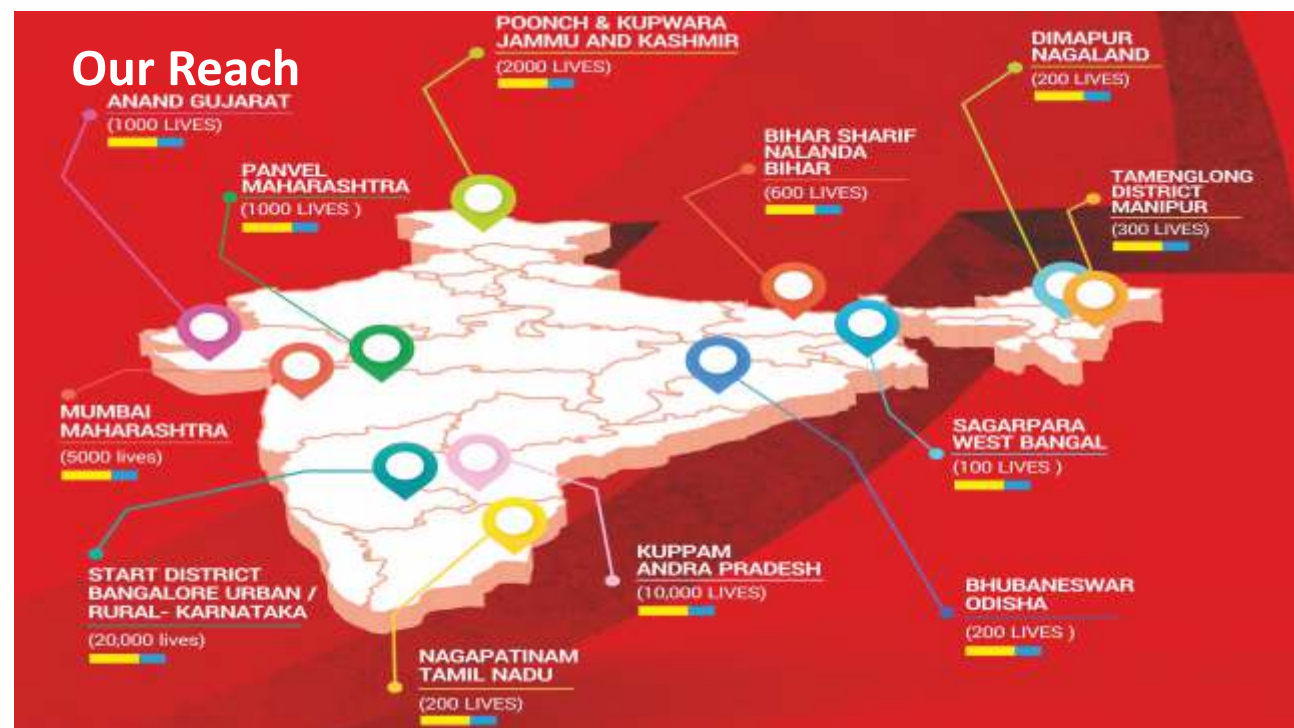 Our Reach
POONCH & KUPWARA
JAMMU AND KASHMIR
(2000 LIVES)
DIMAPUR
NAGALAND
(200 LIVES)
ANAND GUJARAT
(1000 LIVES)
BIHAR SHARIF
NALANDA
BIHAR
(600 LIVES)
PANVEL
MAHARASHTRA
(1000 LIVES )
TAMENGLONG
DISTRICT
MANIPUR
(300 LIVES)
MUMBAI
MAHARASHTRA
(5000 lives)
SAGARPARA
WEST BANGAL
(100 LIVES )
START DISTRICT
BANGALORE URBAN /
RURAL- KARNATAKA
(20,000 lives)
KUPPAM
ANDRA PRADESH
(10,000 LIVES)
BHUBANESWAR
ODISHA
(200 LIVES )
NAGAPATINAM
TAMIL NADU
(200 LIVES)